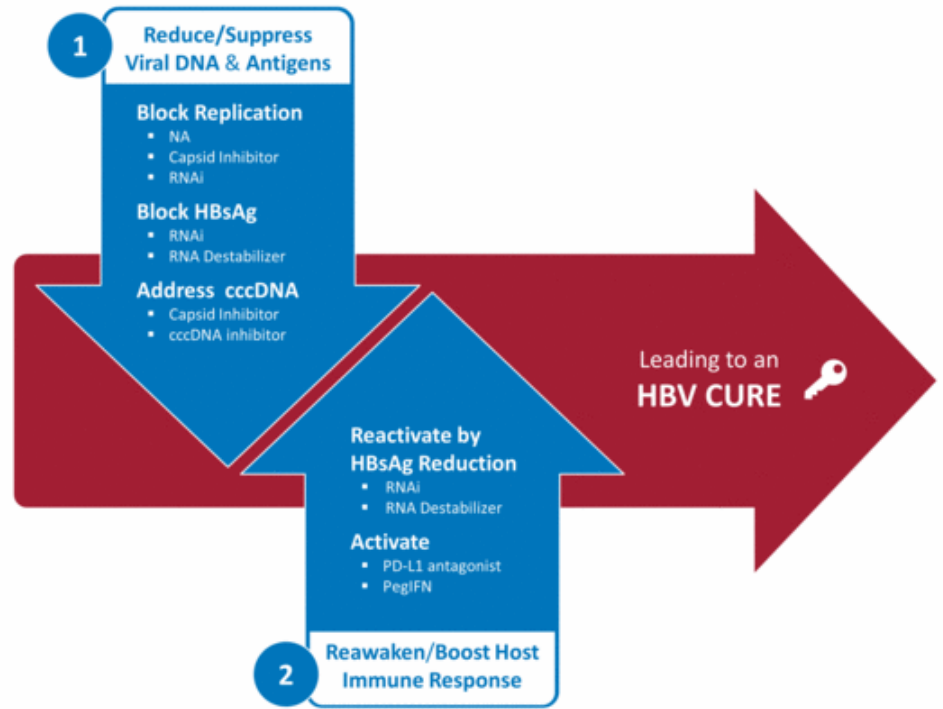 1
Reduce/Suppress
Viral DNA & Antigens
Block Replication
▪ NA
▪ Capsid Inhibitor
▪ RNAi
Block HBsAg
▪ RNAi
▪ RNA Destabilizer
Address cccDNA
▪ Capsid Inhibitor
▪ cccDNA inhibitor
Leading to an
HBV CURE
Reactivate by
HBsAg Reduction
▪ RNAi
▪ RNA Destabilizer
Activate
▪ PD-L1 antagonist
▪ PegIFN
2
Reawaken/Boost Host
Immune Response